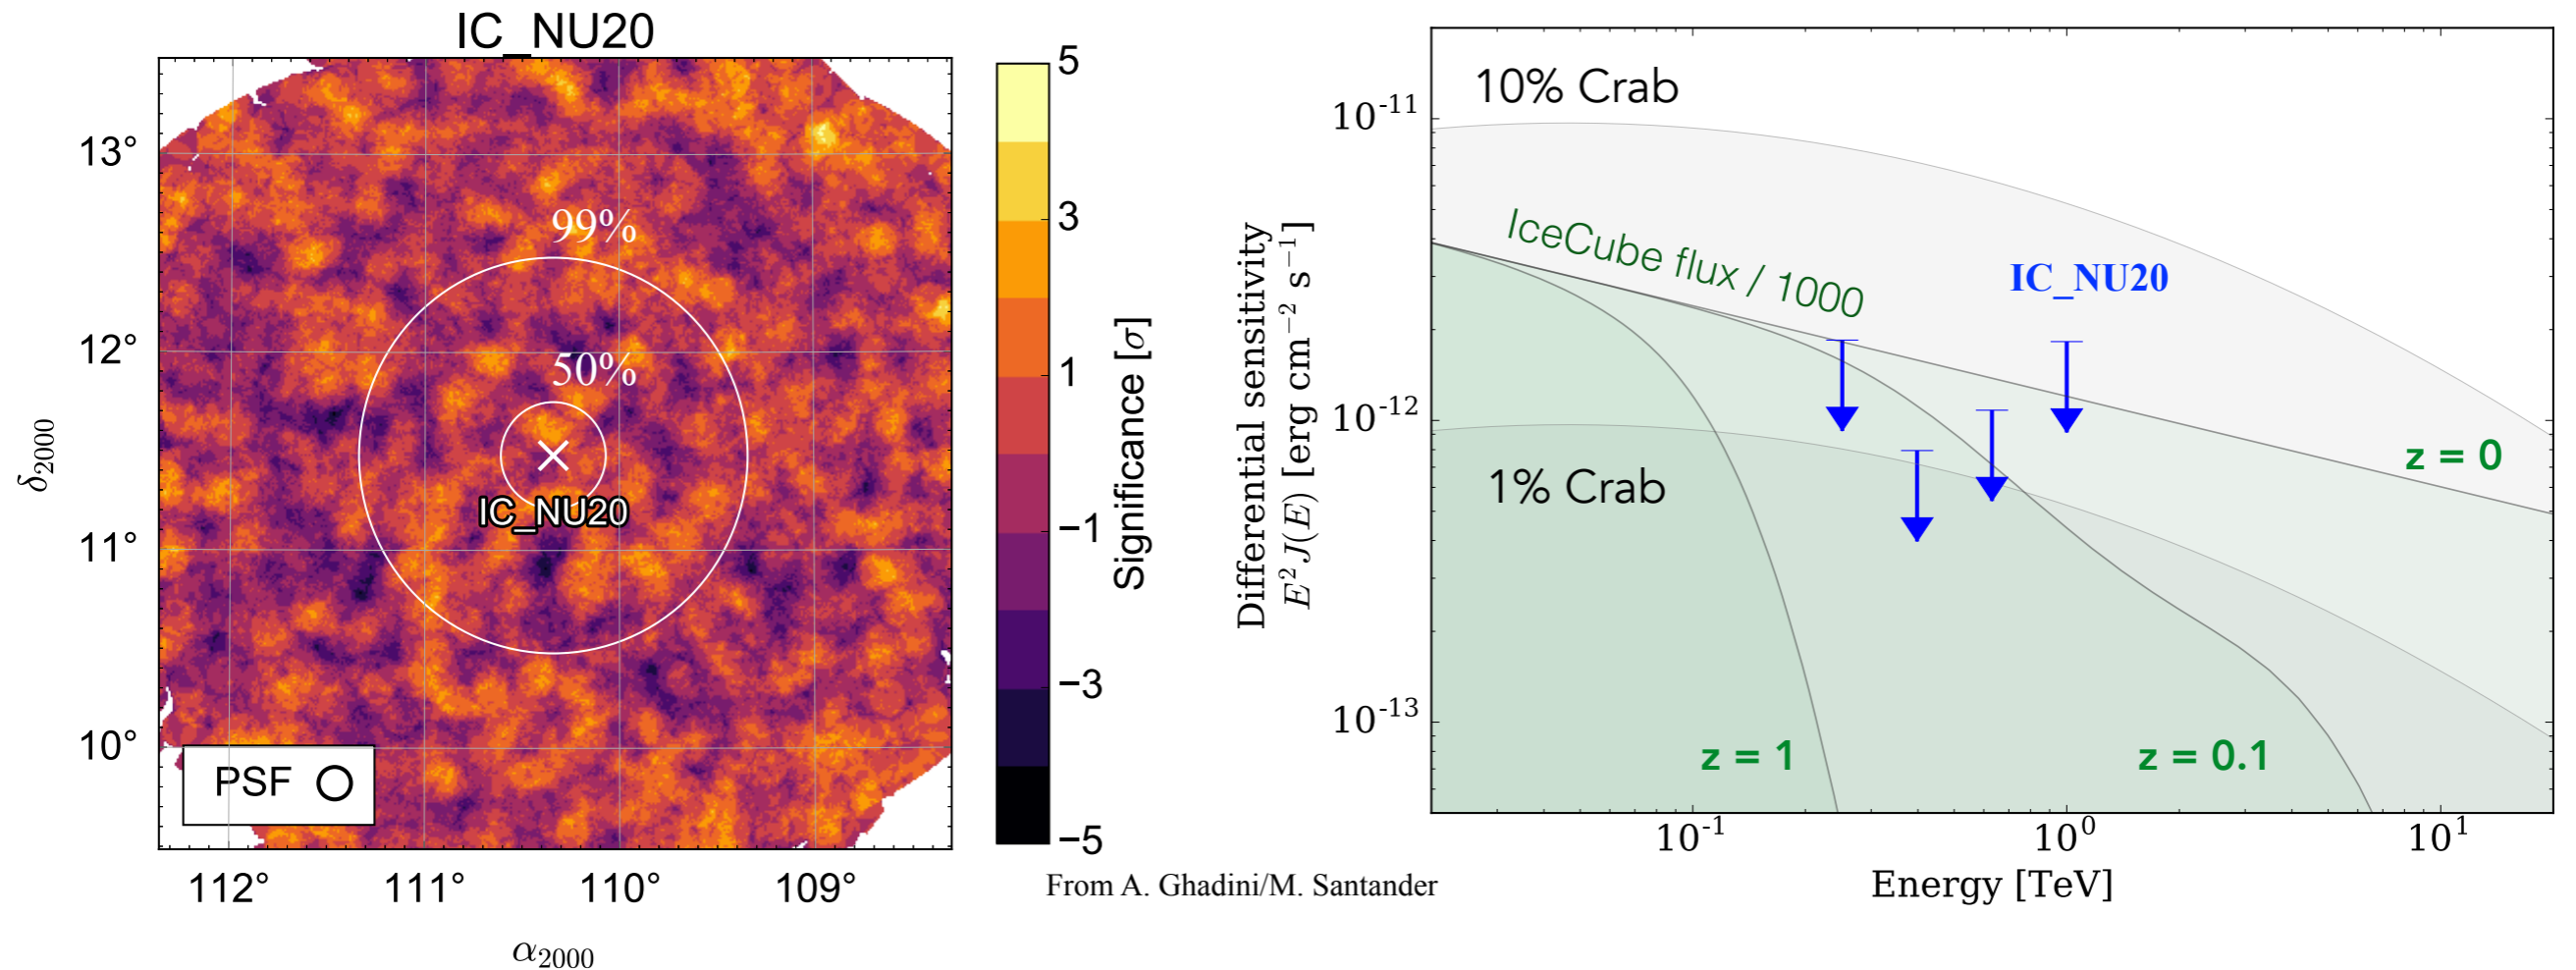 IC_NU20
13°
12°
11°
10°
δ2000
99%
50%
IC_NU20
PSF
112°
111°
110°
109°
α2000
5
3
1
−1
−3
−5
Significance [σ]
From A. Ghadini/M. Santander
Differential sensitivity
E² J(E) [erg cm⁻² s⁻¹]
10⁻¹¹
10⁻¹²
10⁻¹³
10% Crab
IceCube flux / 1000
IC_NU20
1% Crab
z = 0
z = 1
z = 0.1
10⁻¹
10⁰
10¹
Energy [TeV]